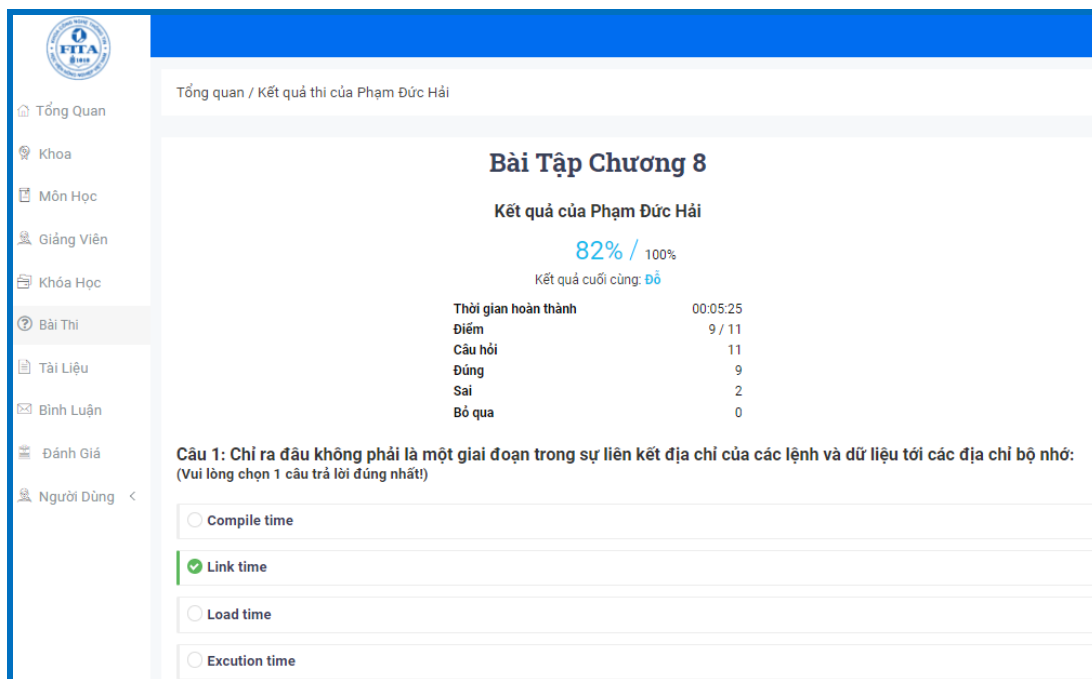 FITA
Tổng Quan
Khoa
Môn Học
Giảng Viên
Khóa Học
Bài Thi
Tài Liệu
Bình Luận
Đánh Giá
Người Dùng <
Tổng quan / Kết quả thi của Phạm Đức Hải
Bài Tập Chương 8
Kết quả của Phạm Đức Hải
82% / 100%
Kết quả cuối cùng: Đỗ
Thời gian hoàn thành 00:05:25
Điểm 9 / 11
Câu hỏi 11
Đúng 9
Sai 2
Bỏ qua 0
Câu 1: Chỉ ra đâu không phải là một giai đoạn trong sự liên kết địa chỉ của các lệnh và dữ liệu tới các địa chỉ bộ nhớ:
(Vui lòng chọn 1 câu trả lời đúng nhất!)
Compile time
Link time
Load time
Excution time